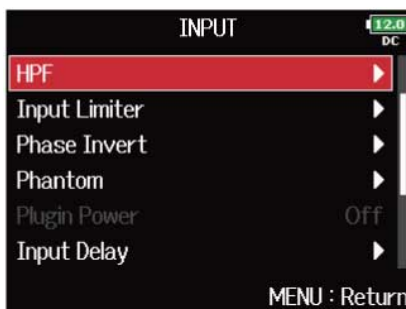 INPUT
12.0
DC
HPF
Input Limiter
Phase Invert
Phantom
Plugin Power Off
Input Delay
MENU : Return